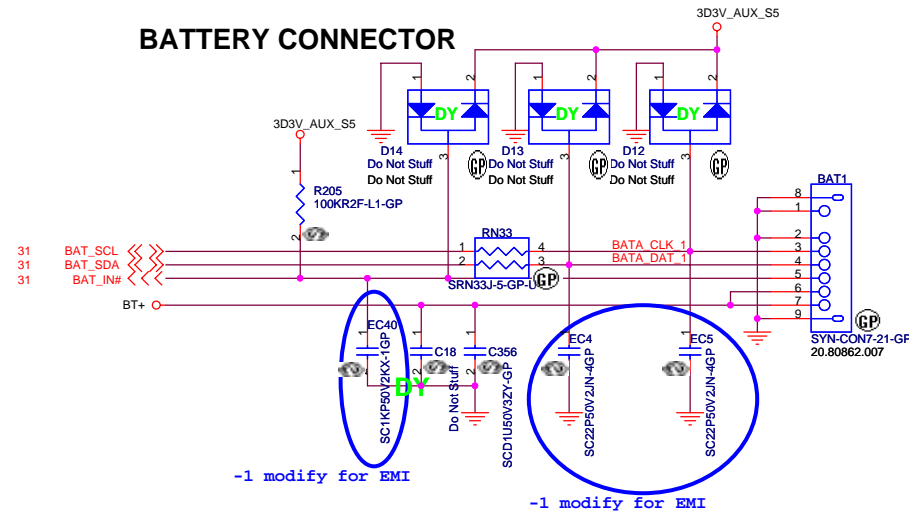 3D3V_AUX_S5
BATTERY CONNECTOR
3D3V_AUX_S5
1 2 1 2 1 2
DY DY DY
3 3 3
D14
Do Not Stuff
Do Not Stuff
GP
D13
Do Not Stuff
Do Not Stuff
GP
D12
Do Not Stuff
Do Not Stuff
GP
1
R205
100KR2F-L1-GP
2
BAT1
8
1
2
3
4
5
6
7
9
GP
SYN-CON7-21-GP
20.80862.007
31 BAT_SCL
31 BAT_SDA
31 BAT_IN#
BT+
RN33
1 4
2 3
SRN33J-5-GP-U
GP
BATA_CLK_1
BATA_DAT_1
1
EC40
2
SC1KP50V2KX-1GP
DY
1
C18
2
Do Not Stuff
1
C356
2
SCD1U50V3ZY-GP
1
EC4
SC22P50V2JN-4GP
1
EC5
SC22P50V2JN-4GP
-1 modify for EMI
-1 modify for EMI